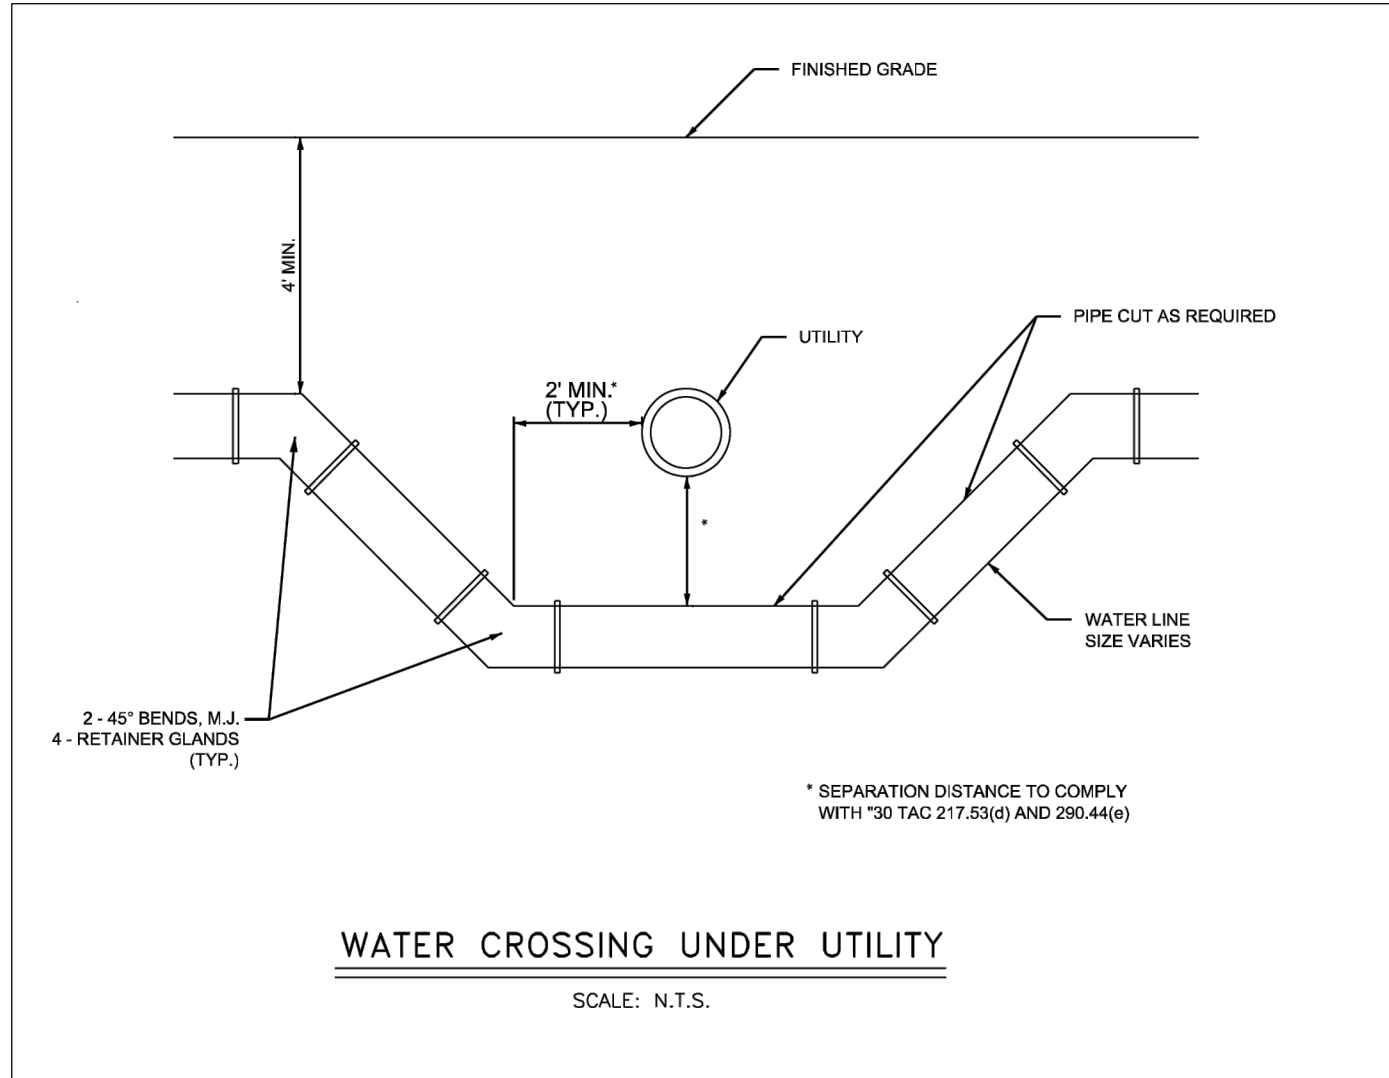 FINISHED GRADE
4' MIN.
PIPE CUT AS REQUIRED
UTILITY
2' MIN.*
(TYP.)
*
WATER LINE
SIZE VARIES
2 - 45° BENDS, M.J.
4 - RETAINER GLANDS
(TYP.)
* SEPARATION DISTANCE TO COMPLY
WITH "30 TAC 217.53(d) AND 290.44(e)
WATER CROSSING UNDER UTILITY
SCALE: N.T.S.